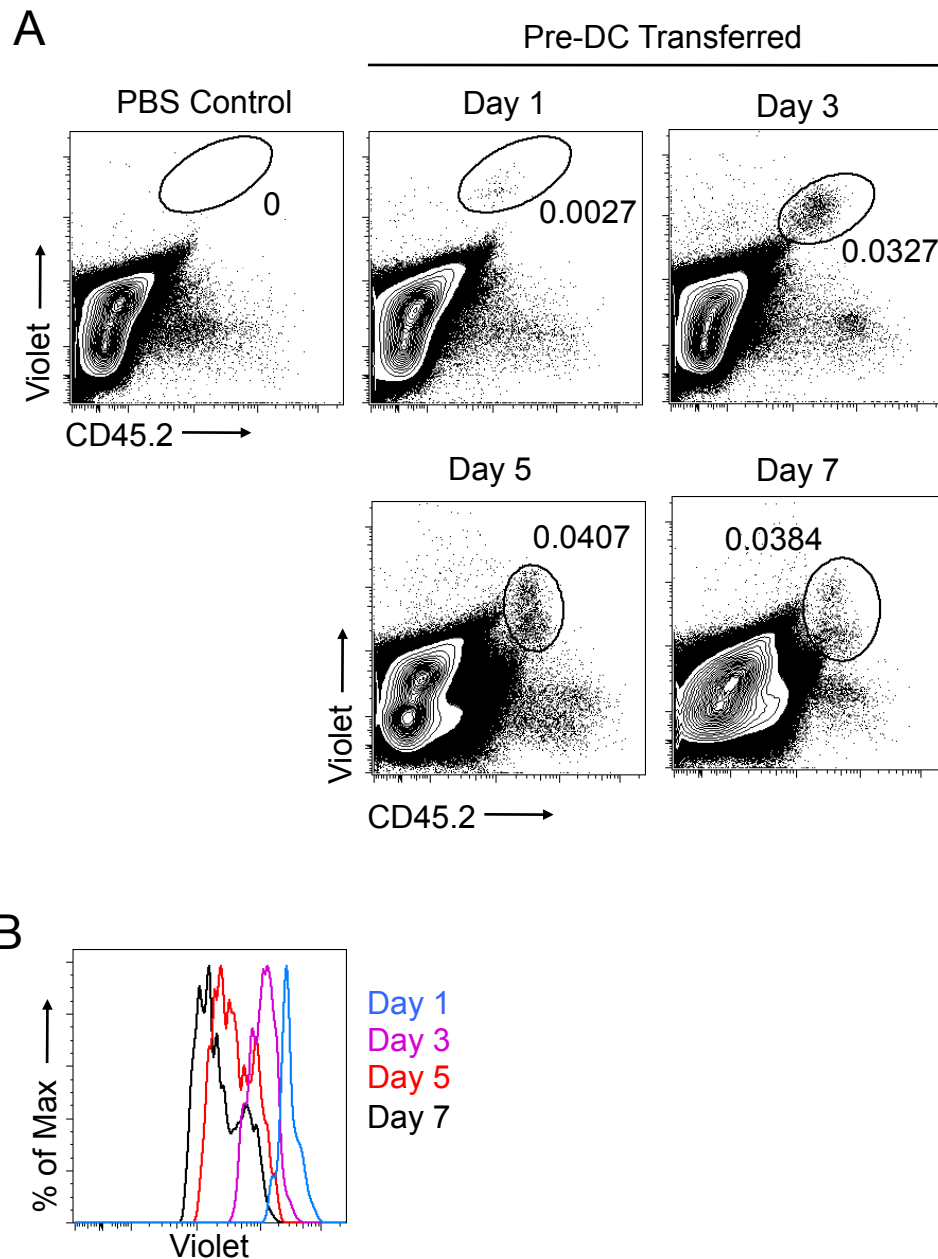 A
Pre-DC Transferred
PBS Control
Day 1
Day 3
0
0.0027
0.0327
Violet
CD45.2
Day 5
Day 7
0.0407
0.0384
Violet
CD45.2
B
Day 1
Day 3
Day 5
Day 7
% of Max
Violet